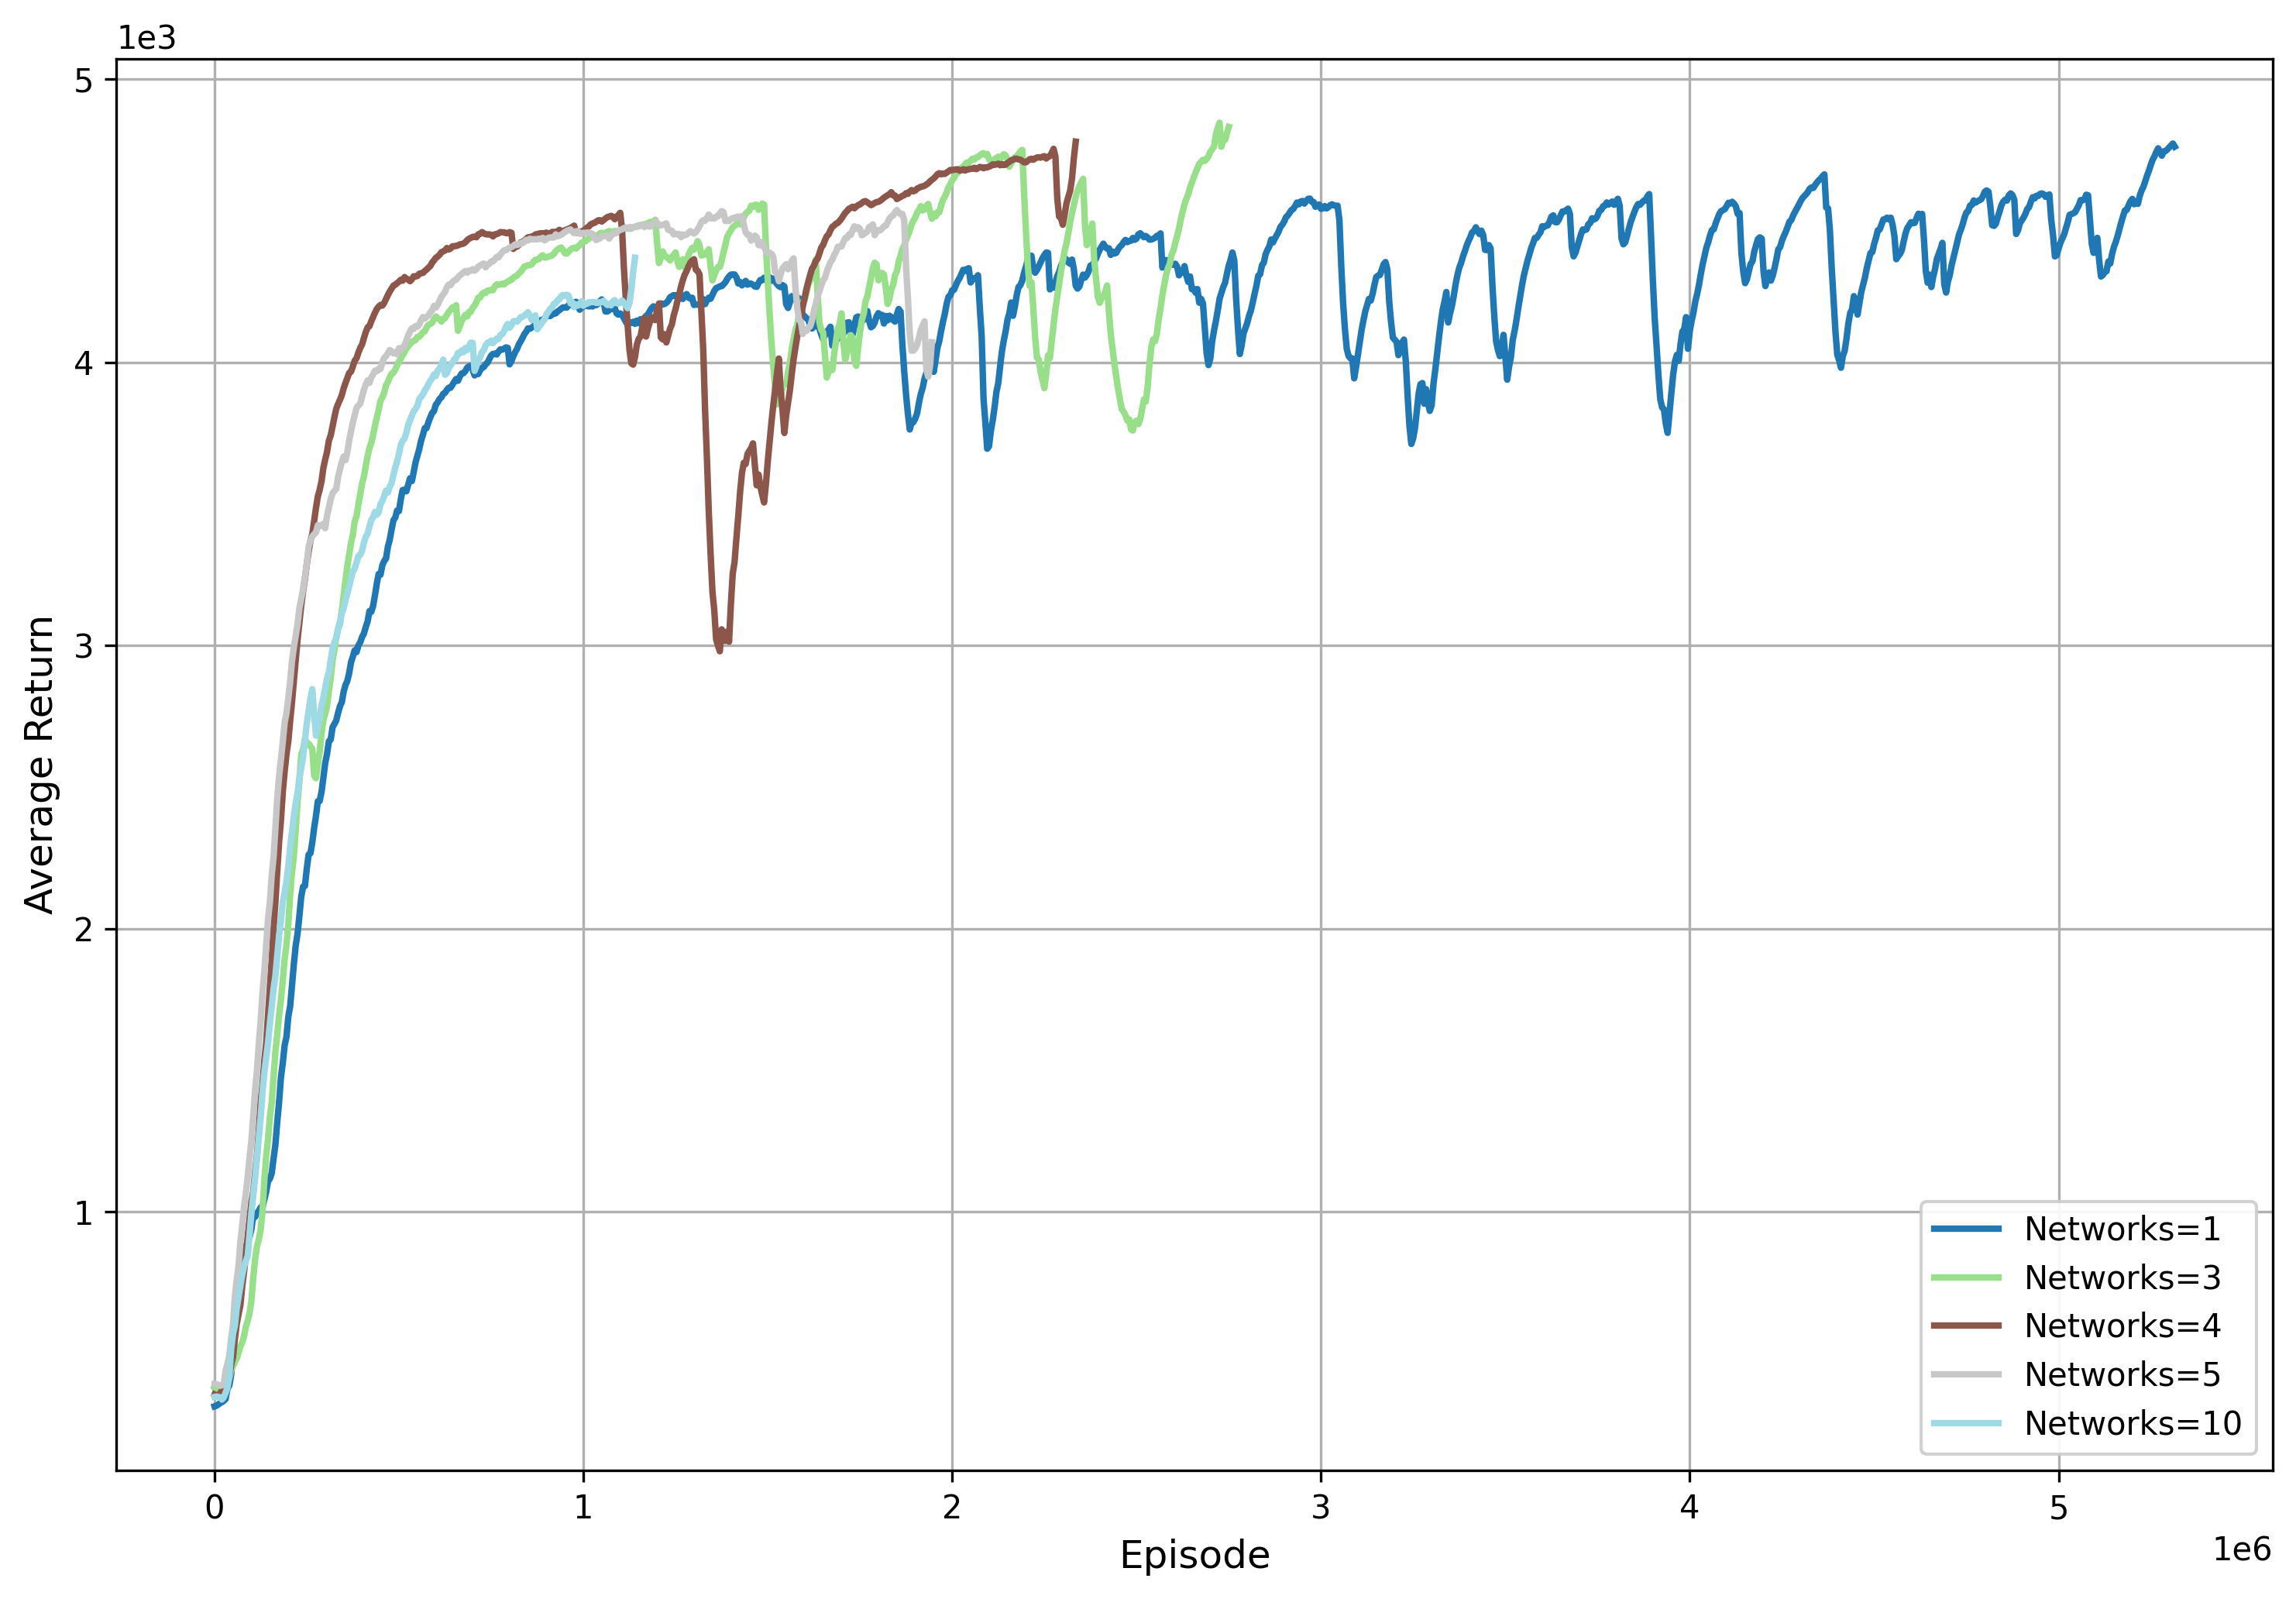 1e3
5
4
3
2
1
Average Return
0
1
2
3
4
5
1e6
Episode
Networks=1
Networks=3
Networks=4
Networks=5
Networks=10